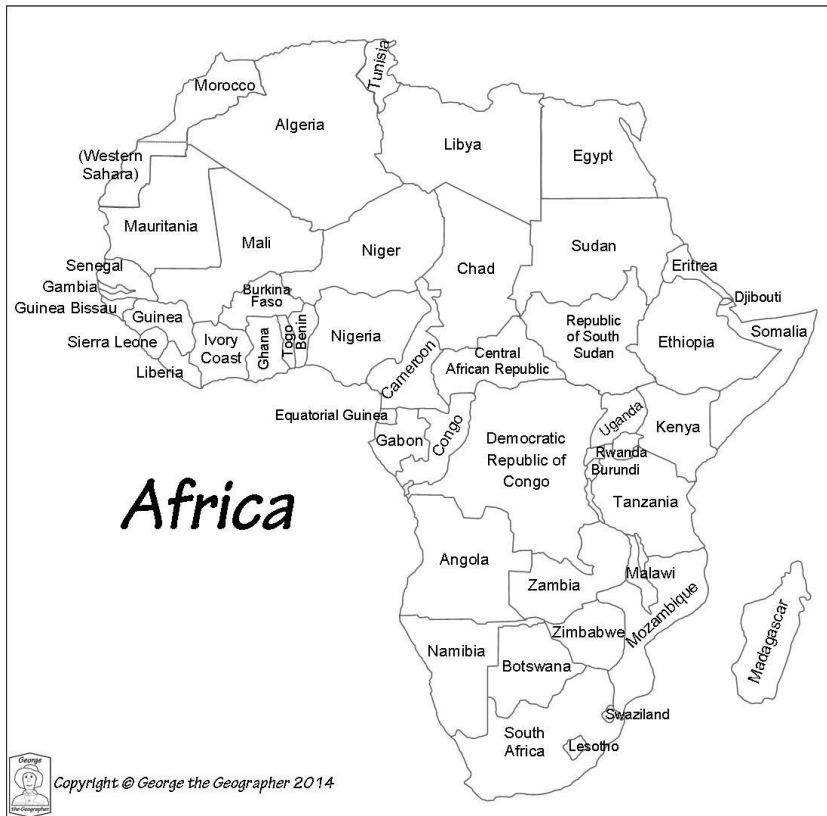 Tunisia
Morocco
Algeria
Libya
Egypt
(Western
Sahara)
Mauritania
Mali
Niger
Chad
Sudan
Eritrea
Senegal
Gambia
Guinea Bissau
Guinea
Sierra Leone
Liberia
Ivory
Coast
Burkina
Faso
Ghana
Togo
Benin
Nigeria
Cameroon
Central
African Republic
Republic
of South
Sudan
Djibouti
Ethiopia
Somalia
Equatorial Guinea
Gabon
Congo
Democratic
Republic of
Congo
Uganda
Kenya
Rwanda
Burundi
Tanzania
Africa
Angola
Zambia
Malawi
Mozambique
Madagascar
Namibia
Botswana
Zimbabwe
Swaziland
South
Africa
Lesotho
George
the Geographer
Copyright © George the Geographer 2014